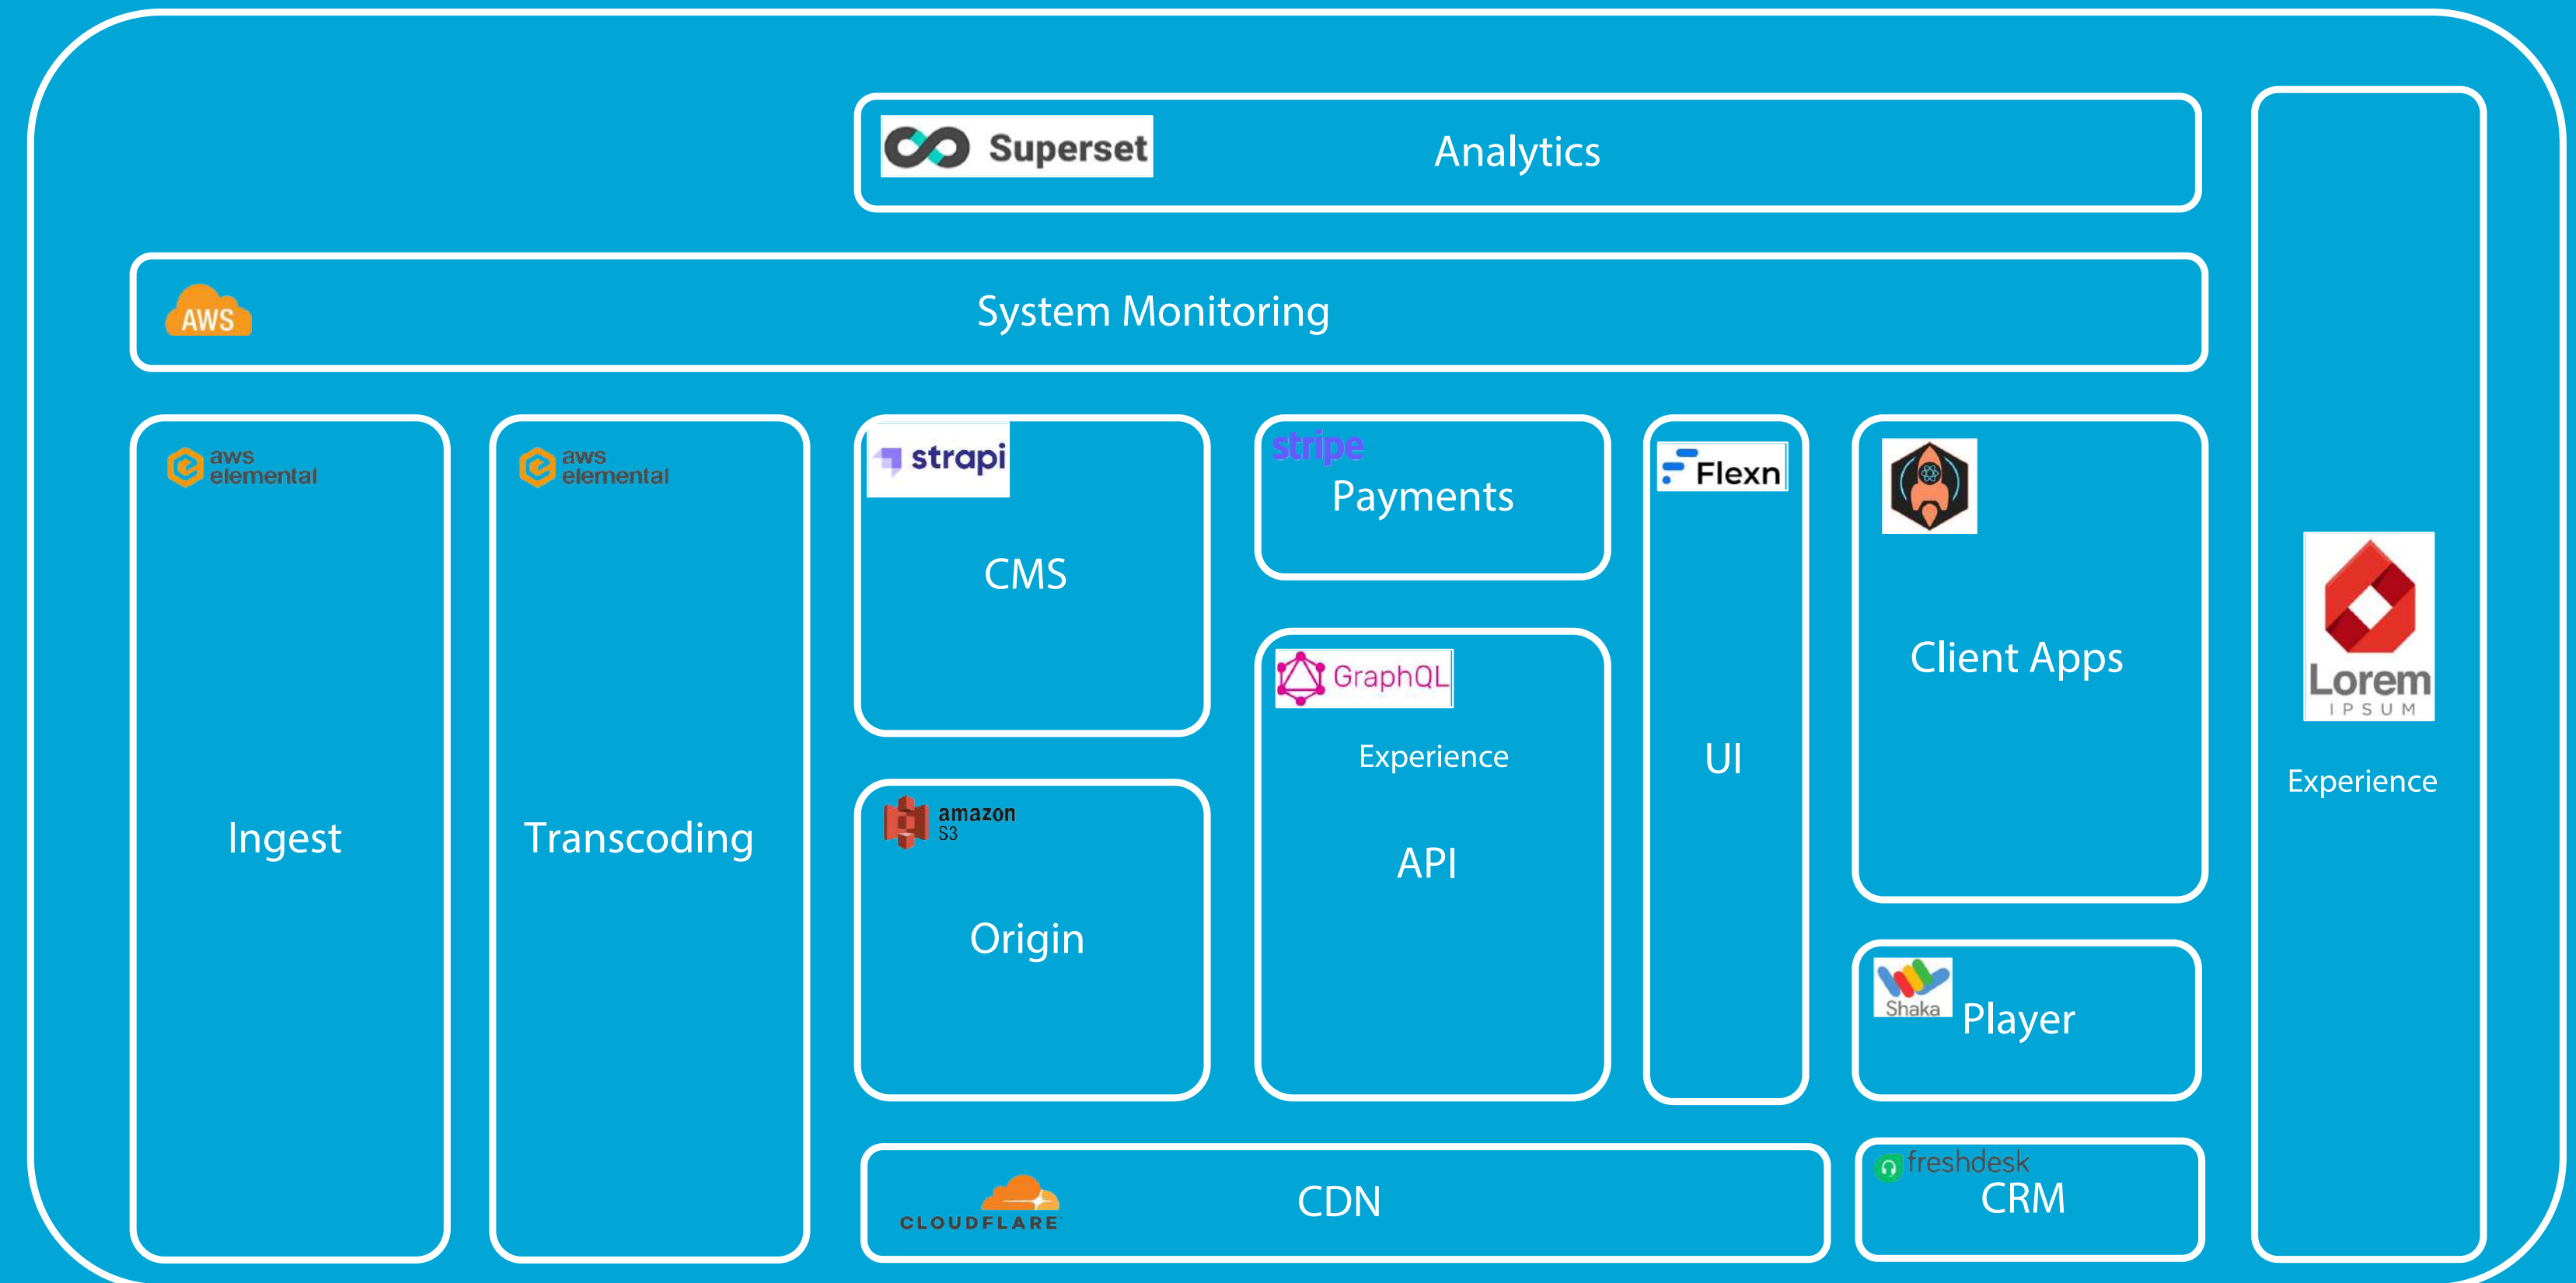 Superset
Analytics
AWS
System Monitoring
aws
elemental
Ingest
aws
elemental
Transcoding
strapi
CMS
amazon
S3
Origin
stripe
Payments
GraphQL
Experience
API
Flexn
UI
Client Apps
Shaka
Player
CLOUDFLARE
CDN
freshdesk
CRM
Lorem
IPSUM
Experience